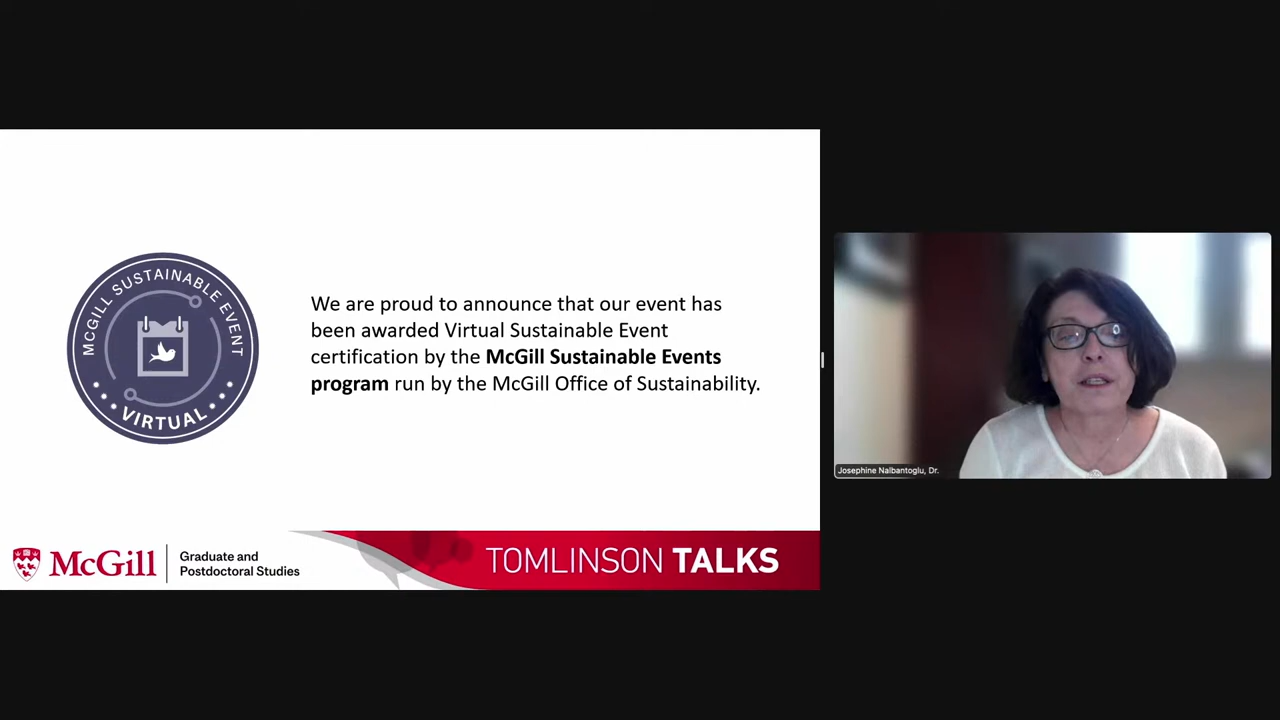 MCGILL SUSTAINABLE EVENT
VIRTUAL
We are proud to announce that our event has
been awarded Virtual Sustainable Event
certification by the McGill Sustainable Events
program run by the McGill Office of Sustainability.
McGill
Graduate and
Postdoctoral Studies
TOMLINSON TALKS
Josephine Nalbantoglu, Dr.